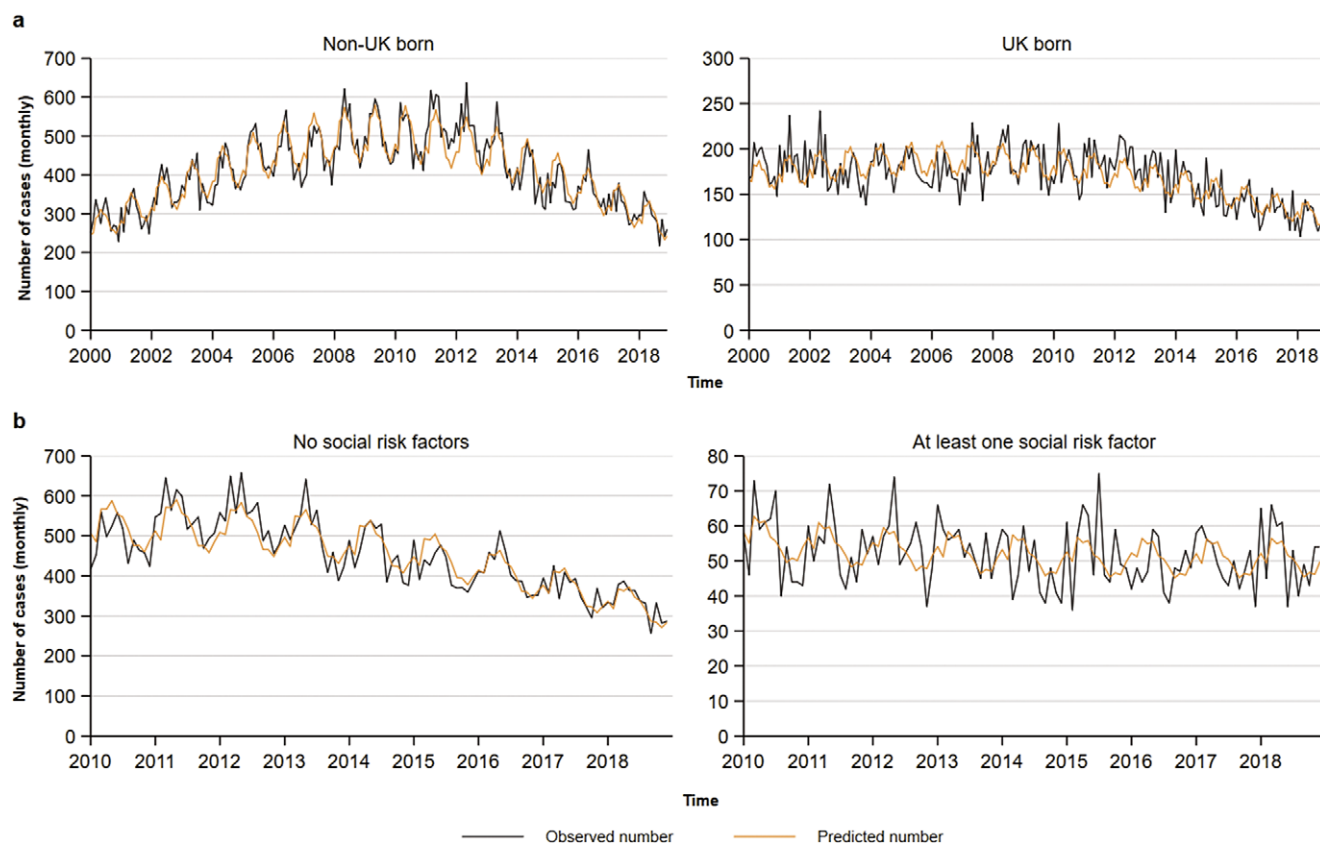 a
Non-UK born
UK born
Number of cases (monthly)
700
600
500
400
300
200
100
0
2000 2002 2004 2006 2008 2010 2012 2014 2016 2018
300
250
200
150
100
50
0
2000 2002 2004 2006 2008 2010 2012 2014 2016 2018
Time
b
No social risk factors
At least one social risk factor
Number of cases (monthly)
700
600
500
400
300
200
100
0
2010 2011 2012 2013 2014 2015 2016 2017 2018
80
70
60
50
40
30
20
10
0
2010 2011 2012 2013 2014 2015 2016 2017 2018
Time
Observed number
Predicted number